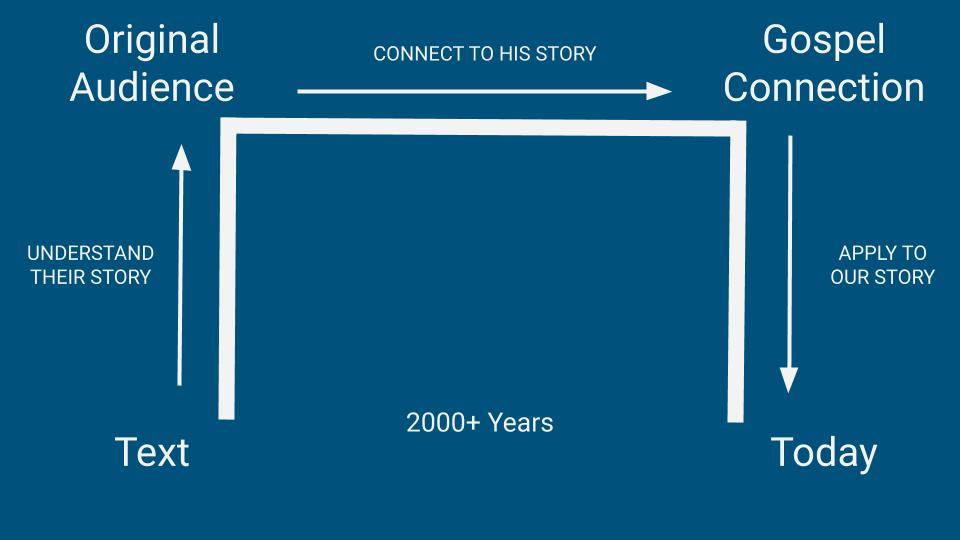 Original
Audience
CONNECT TO HIS STORY
Gospel
Connection
UNDERSTAND
THEIR STORY
APPLY TO
OUR STORY
2000+ Years
Text
Today